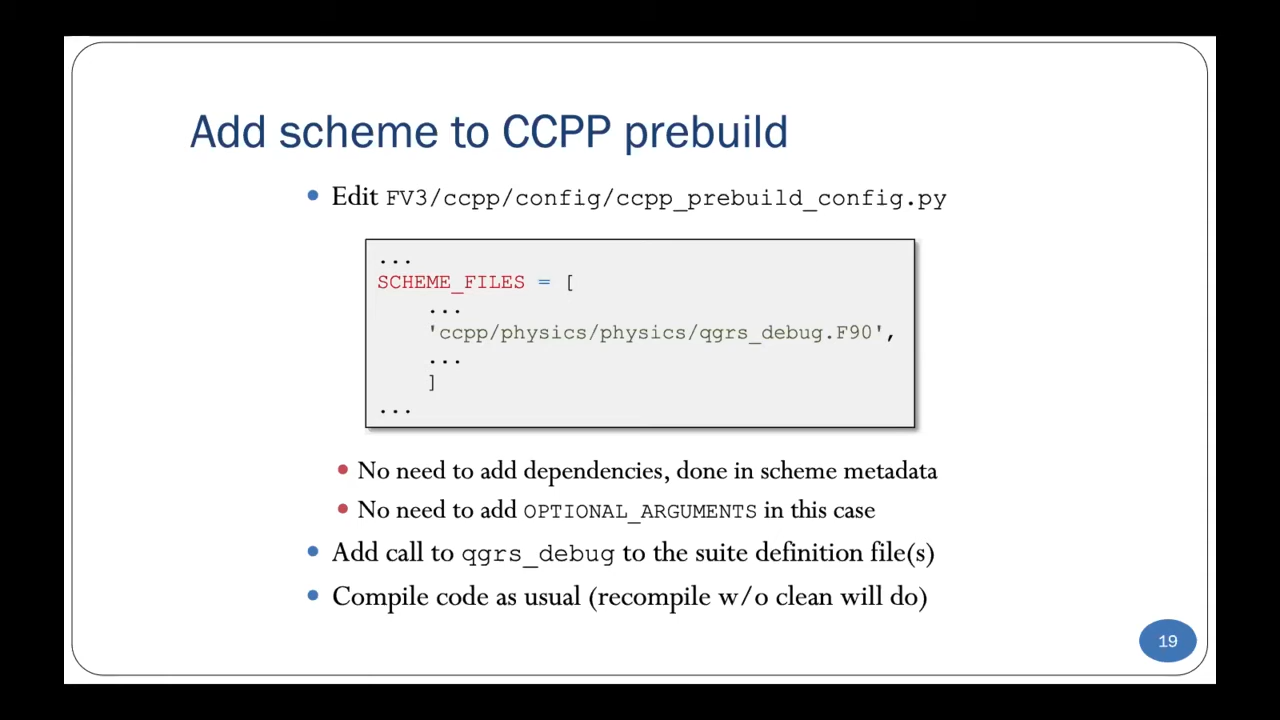 Add scheme to CCPP prebuild
• Edit FV3/ccpp/config/ccpp_prebuild_config.py
...
SCHEME_FILES = [
...
'ccpp/physics/physics/qgrs_debug.F90',
...
]
...
• No need to add dependencies, done in scheme metadata
• No need to add OPTIONAL_ARGUMENTS in this case
• Add call to qgrs_debug to the suite definition file(s)
• Compile code as usual (recompile w/o clean will do)
19